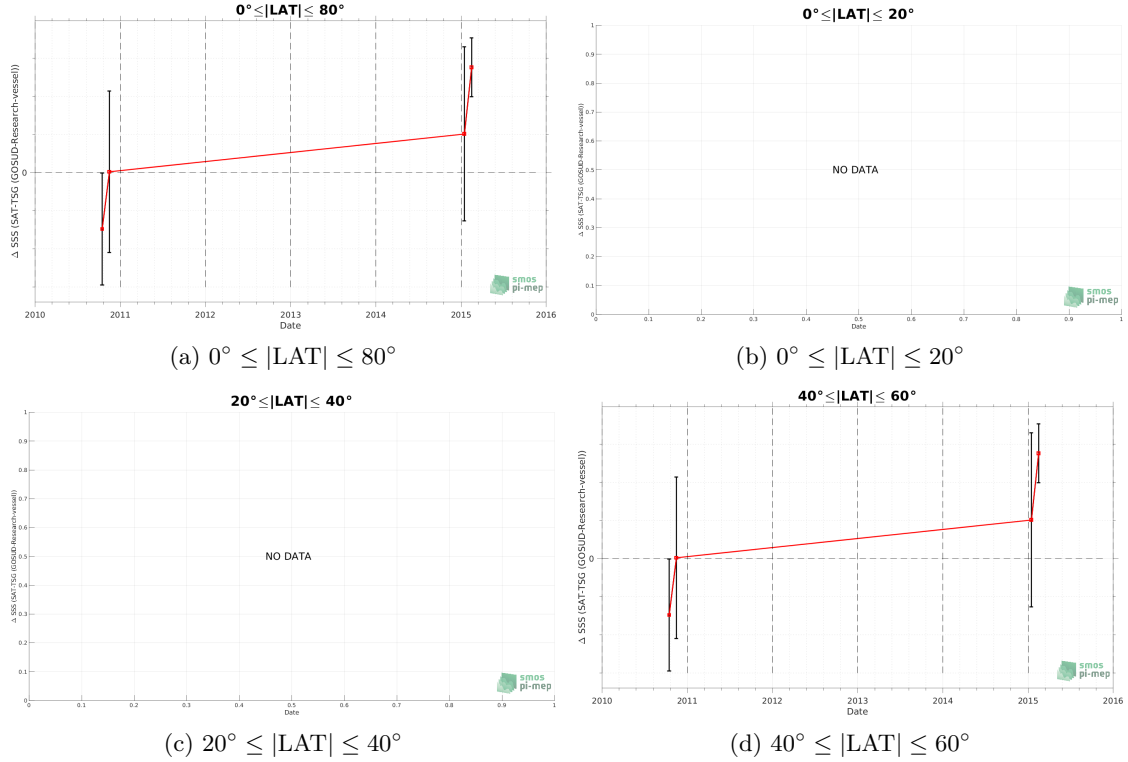 0°≤|LAT|≤ 80°
Δ SSS (SAT-TSG (GOSUD-Research-vessel))
0
2010 2011 2012 2013 2014 2015 2016
Date
smos
pi-mep
(a) 0° ≤ |LAT| ≤ 80°
0°≤|LAT|≤ 20°
Δ SSS (SAT-TSG (GOSUD-Research-vessel))
1
0.9
0.8
0.7
0.6
0.5
0.4
0.3
0.2
0.1
0
NO DATA
0 0.1 0.2 0.3 0.4 0.5 0.6 0.7 0.8 0.9 1
Date
smos
pi-mep
(b) 0° ≤ |LAT| ≤ 20°
20°≤|LAT|≤ 40°
Δ SSS (SAT-TSG (GOSUD-Research-vessel))
1
0.9
0.8
0.7
0.6
0.5
0.4
0.3
0.2
0.1
0
NO DATA
0 0.1 0.2 0.3 0.4 0.5 0.6 0.7 0.8 0.9 1
Date
smos
pi-mep
(c) 20° ≤ |LAT| ≤ 40°
40°≤|LAT|≤ 60°
Δ SSS (SAT-TSG (GOSUD-Research-vessel))
0
2010 2011 2012 2013 2014 2015 2016
Date
smos
pi-mep
(d) 40° ≤ |LAT| ≤ 60°